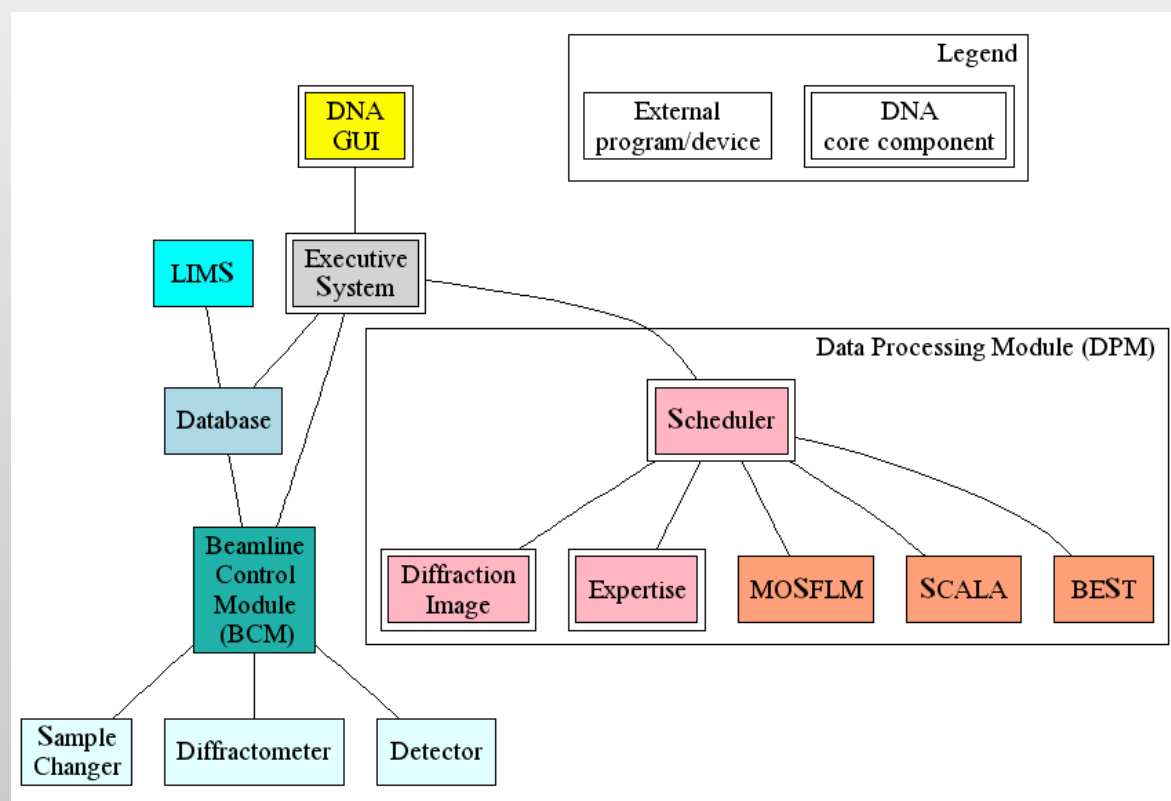 Legend
External
program/device
DNA
core component
DNA
GUI
LIMS
Executive
System
Data Processing Module (DPM)
Database
Scheduler
Beamline
Control
Module
(BCM)
Diffraction
Image
Expertise
MOSFLM
SCALA
BEST
Sample
Changer
Diffractometer
Detector